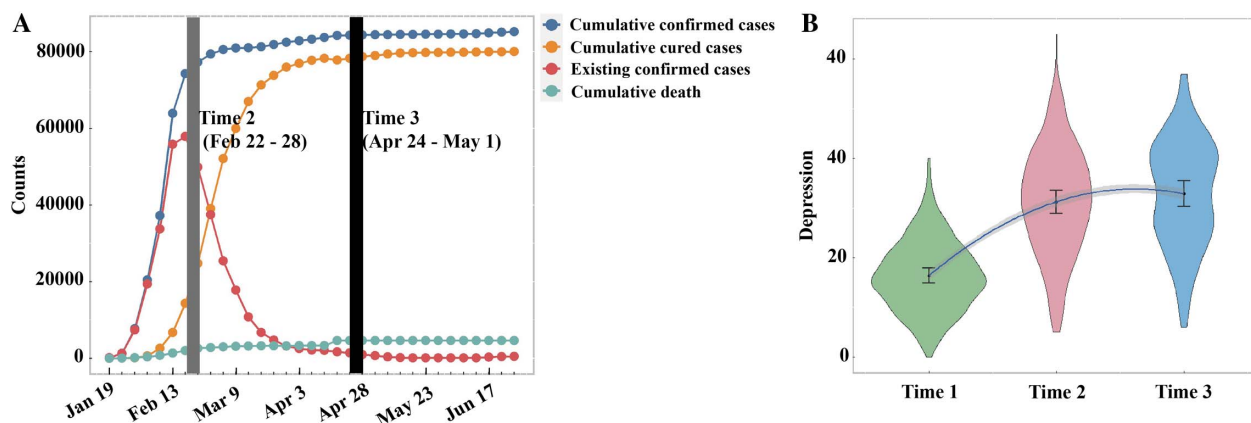 A
Counts
80000
60000
40000
20000
0
Jan 19
Feb 13
Mar 9
Apr 3
Apr 28
May 23
Jun 17
Time 2
(Feb 22 - 28)
Time 3
(Apr 24 - May 1)
Cumulative confirmed cases
Cumulative cured cases
Existing confirmed cases
Cumulative death
B
Depression
40
40
20
0
Time 1
Time 2
Time 3